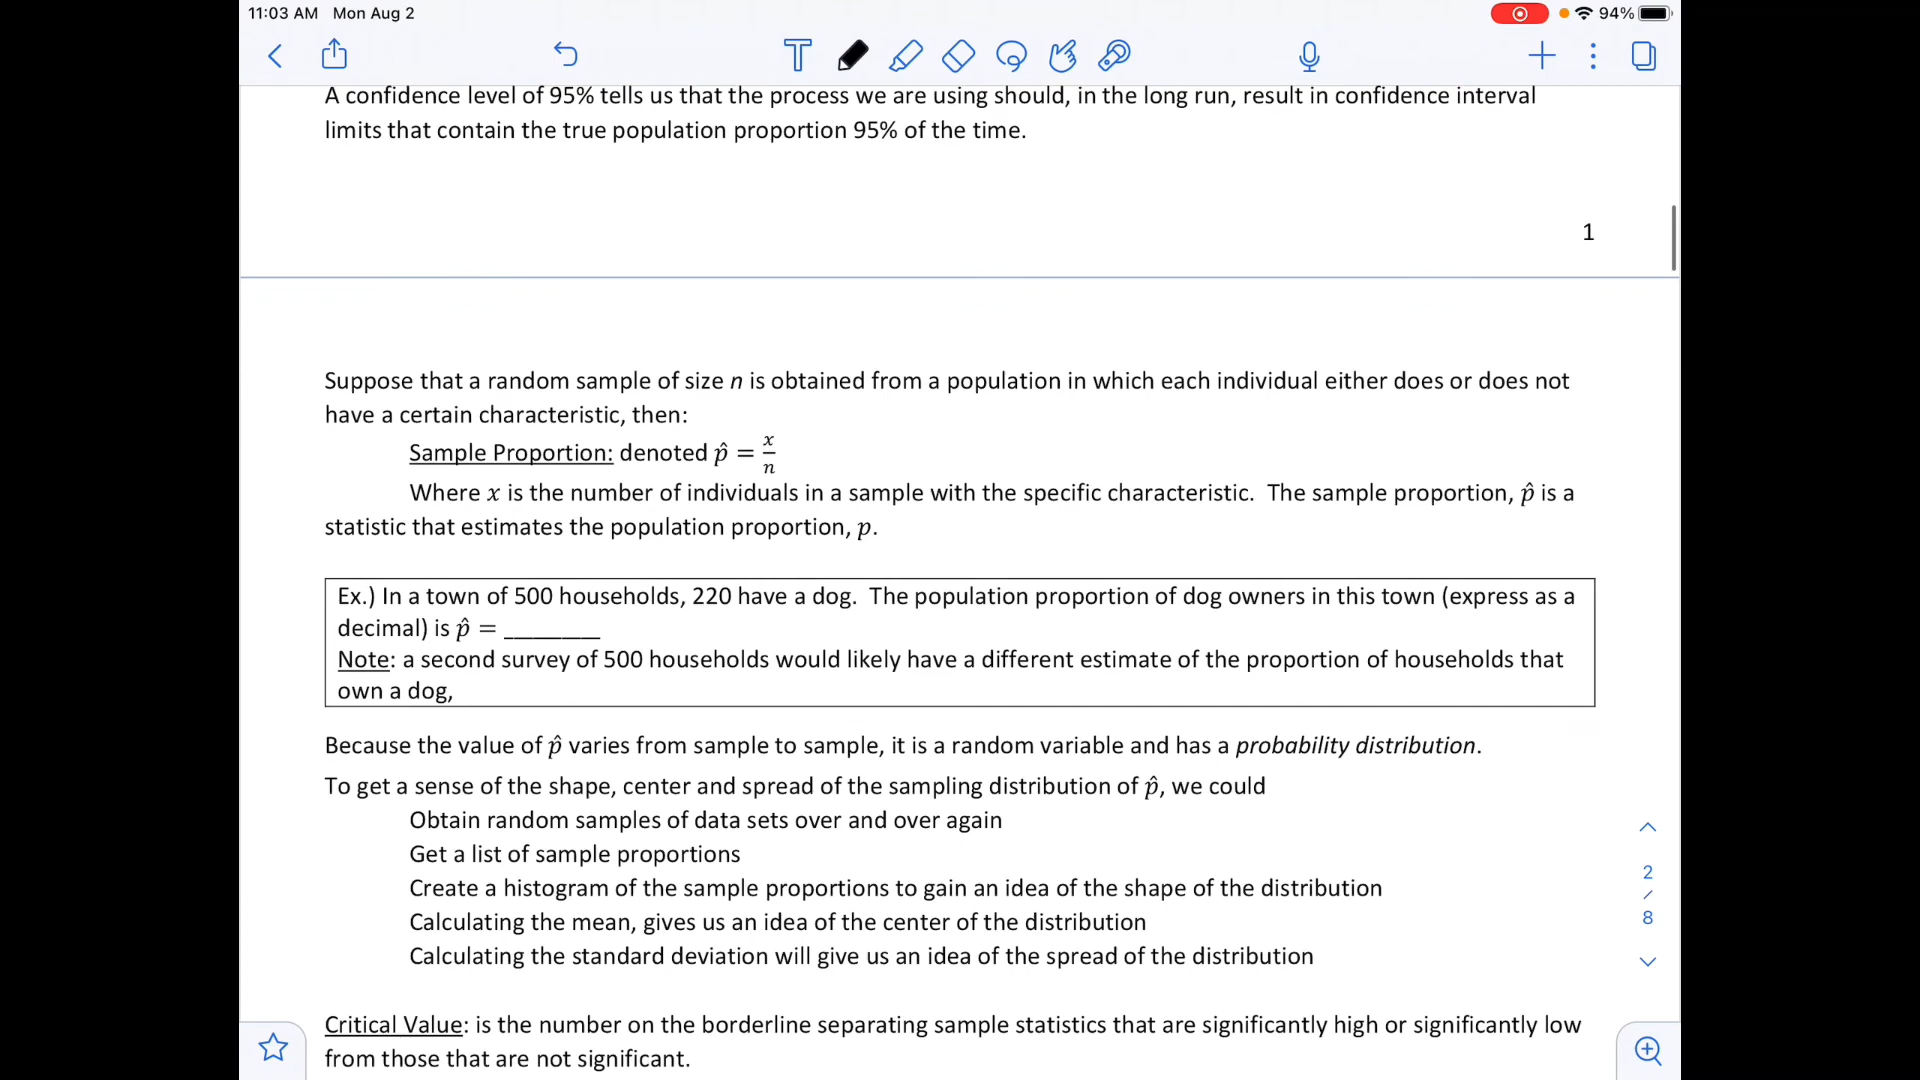 11:03 AM Mon Aug 2
94%
A confidence level of 95% tells us that the process we are using should, in the long run, result in confidence interval
limits that contain the true population proportion 95% of the time.
1
Suppose that a random sample of size n is obtained from a population in which each individual either does or does not
have a certain characteristic, then:
Sample Proportion: denoted p̂ = x/n
Where x is the number of individuals in a sample with the specific characteristic. The sample proportion, p̂ is a
statistic that estimates the population proportion, p.
Ex.) In a town of 500 households, 220 have a dog. The population proportion of dog owners in this town (express as a
decimal) is p̂ = ________
Note: a second survey of 500 households would likely have a different estimate of the proportion of households that
own a dog,
Because the value of p̂ varies from sample to sample, it is a random variable and has a probability distribution.
To get a sense of the shape, center and spread of the sampling distribution of p̂, we could
Obtain random samples of data sets over and over again
Get a list of sample proportions
Create a histogram of the sample proportions to gain an idea of the shape of the distribution
Calculating the mean, gives us an idea of the center of the distribution
Calculating the standard deviation will give us an idea of the spread of the distribution
2
/
8
Critical Value: is the number on the borderline separating sample statistics that are significantly high or significantly low
from those that are not significant.